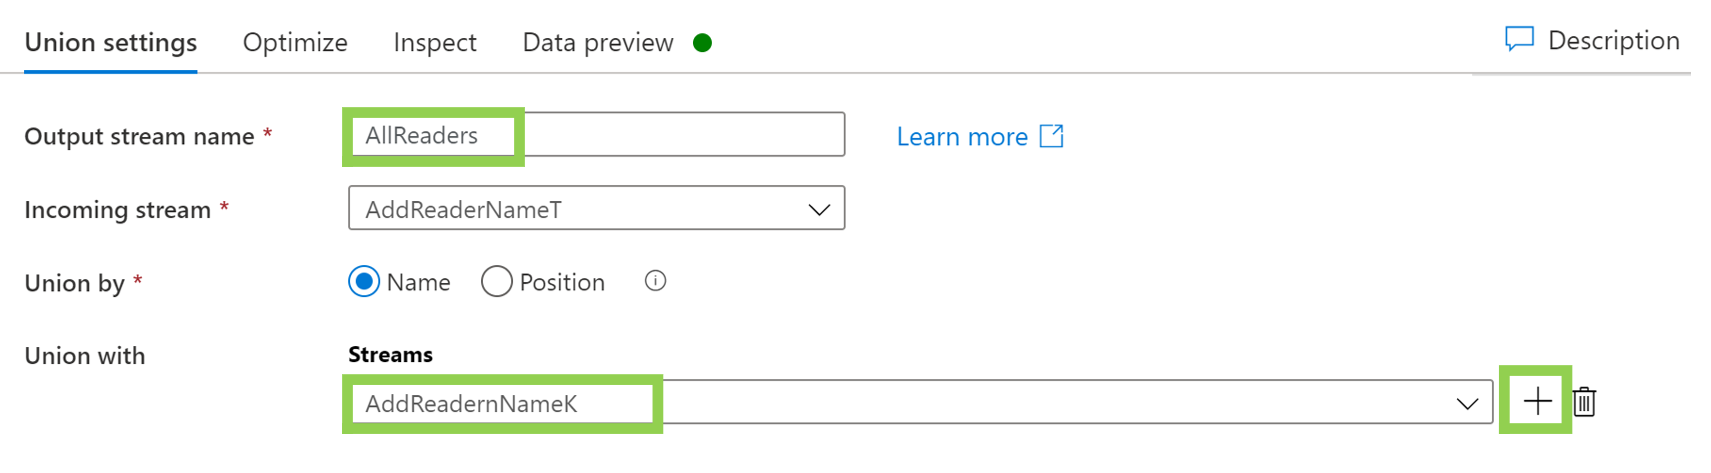 Union settings Optimize Inspect Data preview Description
Output stream name * AllReaders Learn more
Incoming stream * AddReaderNameT
Union by * Name Position
Union with Streams
AddReadernNameK